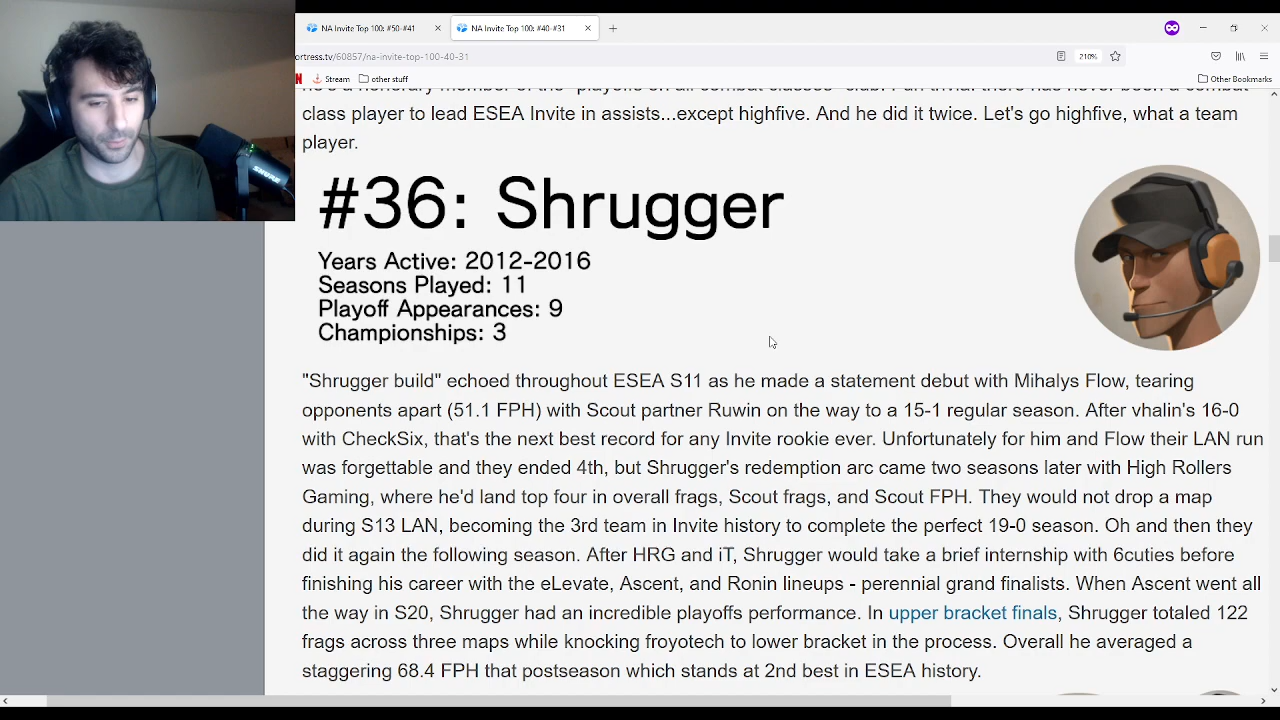 NA Invite Top 100: #50-#41
NA Invite Top 100: #40-#31
ortress.tv/60857/na-invite-top-100-40-31
210%
N
Stream
other stuff
Other Bookmarks
class player to lead ESEA Invite in assists...except highfive. And he did it twice. Let's go highfive, what a team
player.
#36: Shrugger
Years Active: 2012-2016
Seasons Played: 11
Playoff Appearances: 9
Championships: 3
"Shrugger build" echoed throughout ESEA S11 as he made a statement debut with Mihalys Flow, tearing
opponents apart (51.1 FPH) with Scout partner Ruwin on the way to a 15-1 regular season. After vhalin's 16-0
with CheckSix, that's the next best record for any Invite rookie ever. Unfortunately for him and Flow their LAN run
was forgettable and they ended 4th, but Shrugger's redemption arc came two seasons later with High Rollers
Gaming, where he'd land top four in overall frags, Scout frags, and Scout FPH. They would not drop a map
during S13 LAN, becoming the 3rd team in Invite history to complete the perfect 19-0 season. Oh and then they
did it again the following season. After HRG and iT, Shrugger would take a brief internship with 6cuties before
finishing his career with the eLevate, Ascent, and Ronin lineups - perennial grand finalists. When Ascent went all
the way in S20, Shrugger had an incredible playoffs performance. In upper bracket finals, Shrugger totaled 122
frags across three maps while knocking froyotech to lower bracket in the process. Overall he averaged a
staggering 68.4 FPH that postseason which stands at 2nd best in ESEA history.
SHURE